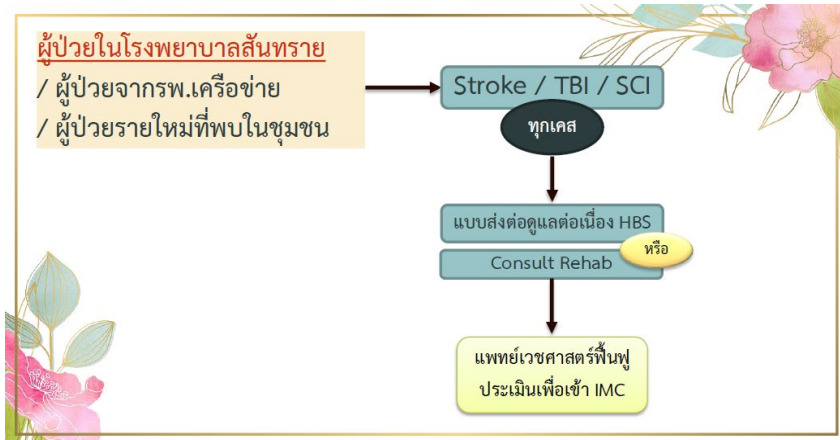 ผู้ป่วยในโรงพยาบาลสันทราย
/ ผู้ป่วยจากรพ.เครือข่าย
/ ผู้ป่วยรายใหม่ที่พบในชุมชน
Stroke / TBI / SCI
ทุกเคส
แบบส่งต่อดูแลต่อเนื่อง HBS
หรือ
Consult Rehab
แพทย์เวชศาสตร์ฟื้นฟู
ประเมินเพื่อเข้า IMC